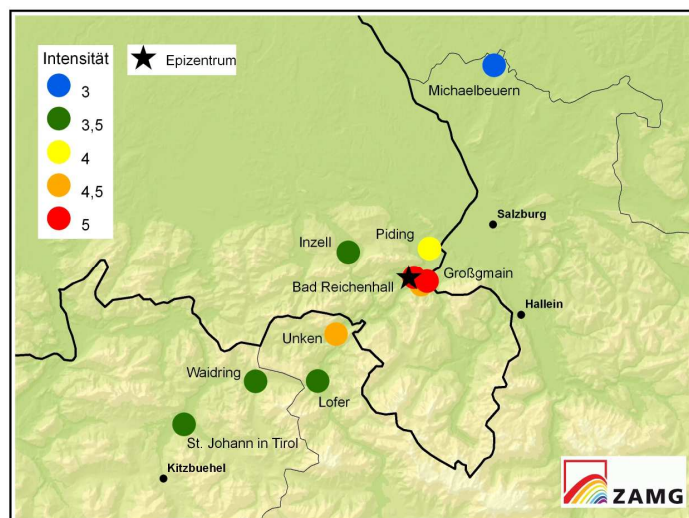 Intensität
3
3,5
4
4,5
5
Epizentrum
Michaelbeuern
Salzburg
Piding
Inzell
Großgmain
Bad Reichenhall
Hallein
Unken
Waidring
Lofer
St. Johann in Tirol
Kitzbuehel
ZAMG